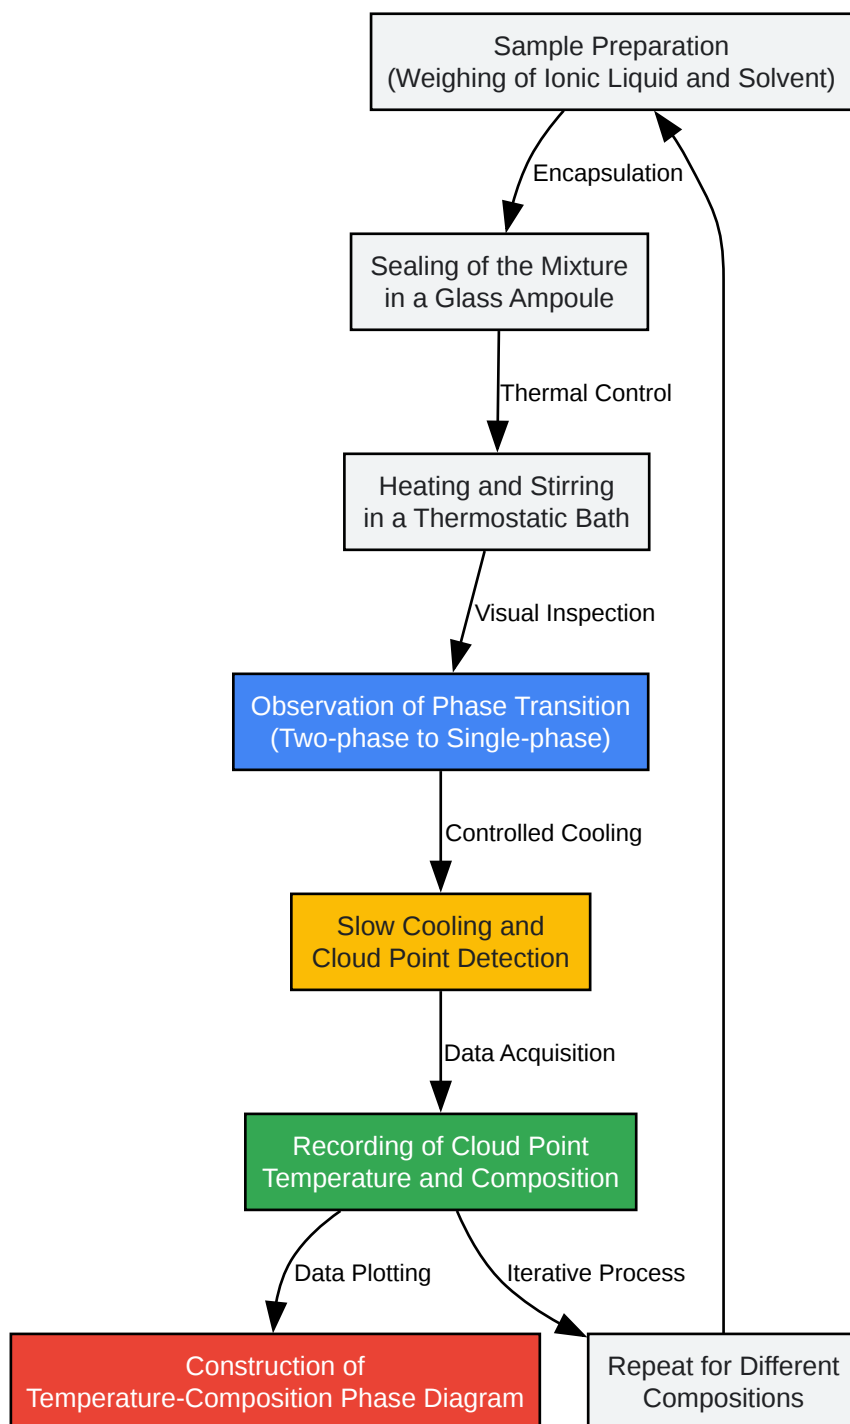 Sample Preparation
(Weighing of Ionic Liquid and Solvent)
Encapsulation
Sealing of the Mixture
in a Glass Ampoule
Thermal Control
Heating and Stirring
in a Thermostatic Bath
Visual Inspection
Observation of Phase Transition
(Two-phase to Single-phase)
Controlled Cooling
Slow Cooling and
Cloud Point Detection
Data Acquisition
Recording of Cloud Point
Temperature and Composition
Data Plotting
Iterative Process
Construction of
Temperature-Composition Phase Diagram
Repeat for Different
Compositions